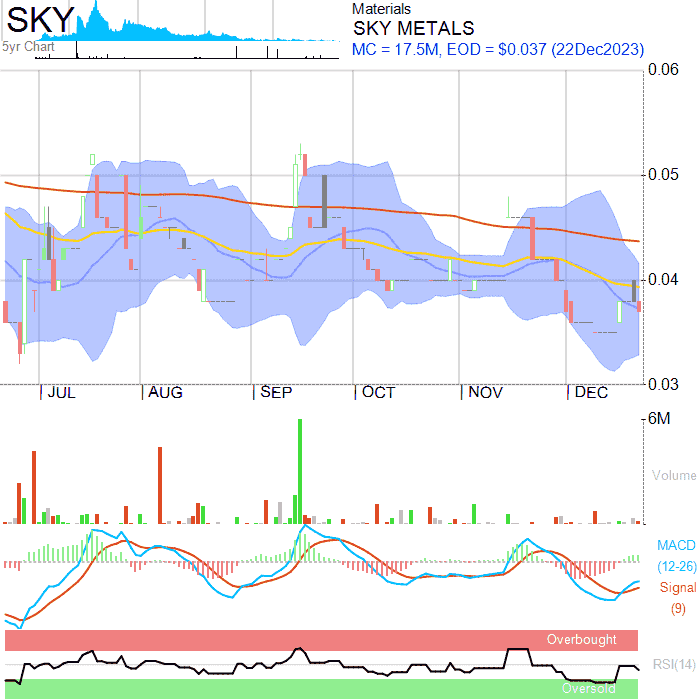 SKY
5yr Chart
Materials
SKY METALS
MC = 17.5M, EOD = $0.037 (22Dec2023)
0.06
0.05
0.04
0.03
JUL
AUG
SEP
OCT
NOV
DEC
6M
Volume
MACD
(12-26)
Signal
(9)
Overbought
RSI(14)
Oversold